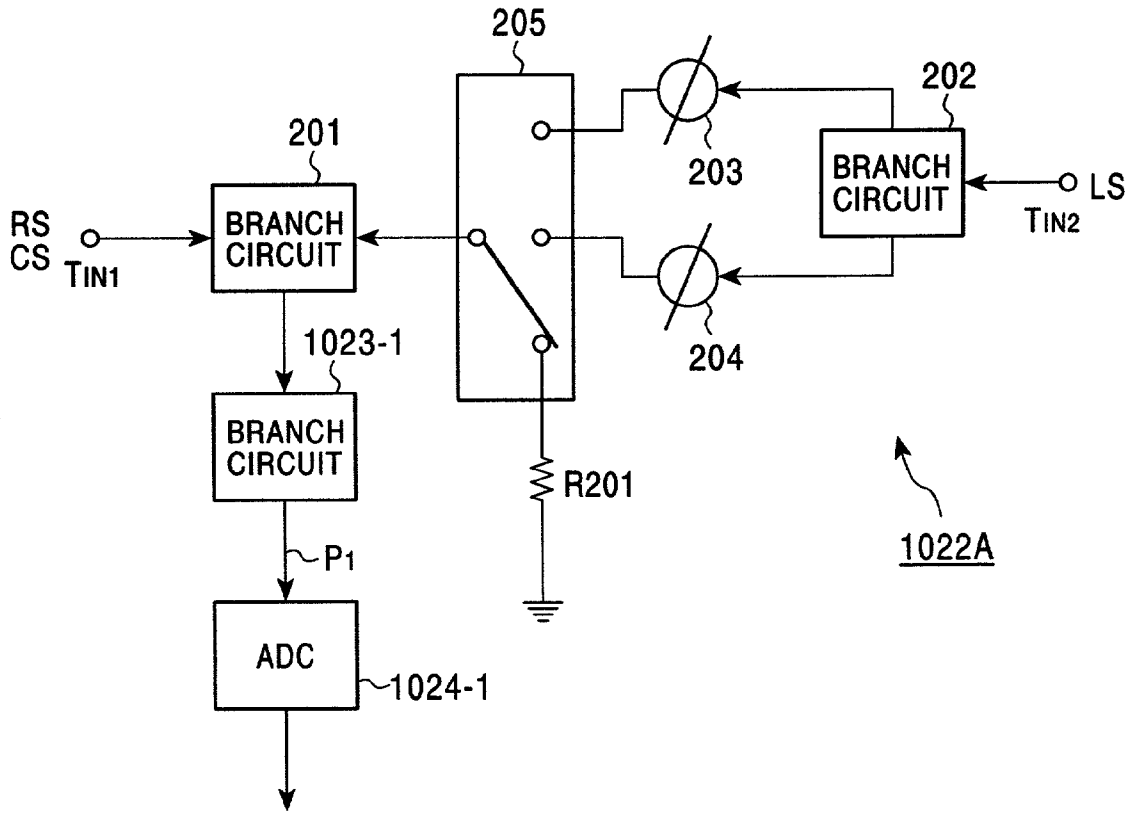 205
202
201
203
BRANCH
CIRCUIT
LS
TIN2
RS
CS
TIN1
BRANCH
CIRCUIT
204
1023-1
BRANCH
CIRCUIT
R201
P1
1022A
ADC
1024-1